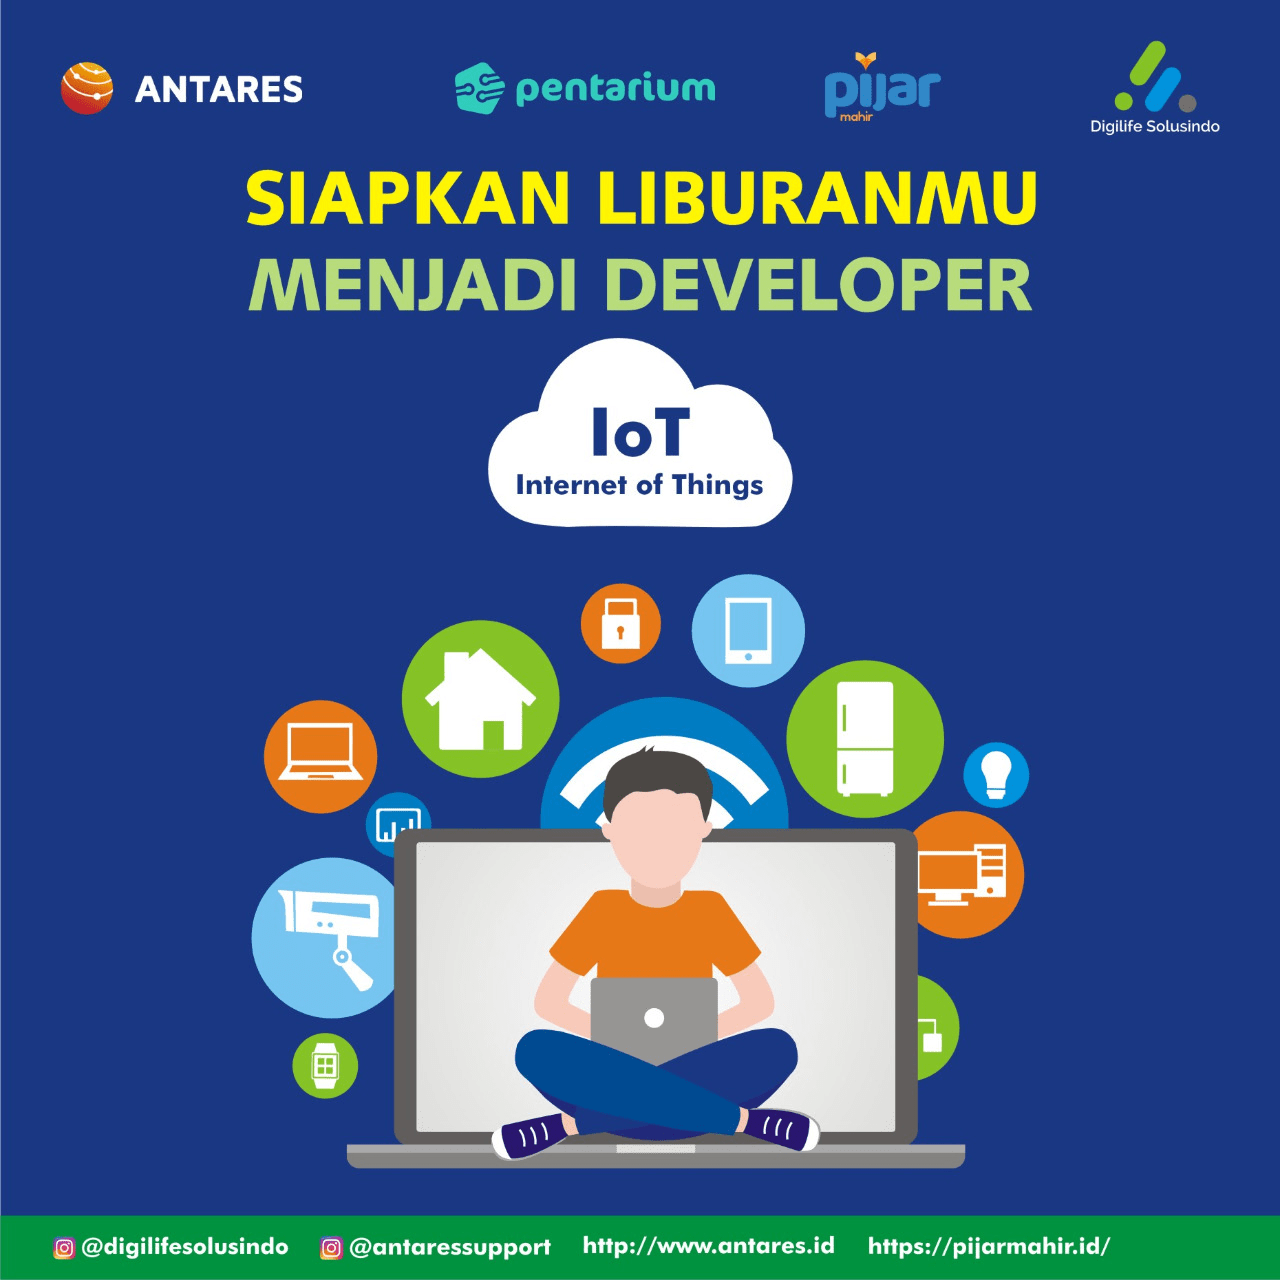 ANTARES
pentarium
pijar
mahir
Digilife Solusindo
SIAPKAN LIBURANMU
MENJADI DEVELOPER
IoT
Internet of Things
@digilifesolusindo
@antaressupport
http://www.antares.id
https://pijarmahir.id/